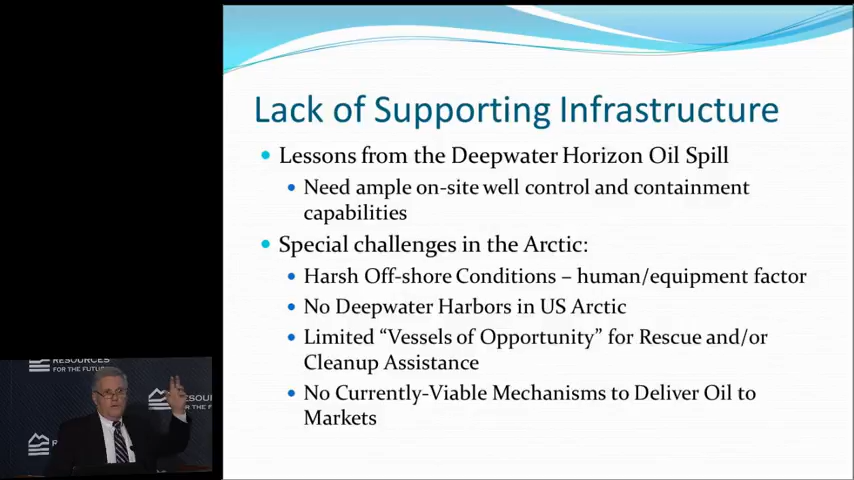 Lack of Supporting Infrastructure
Lessons from the Deepwater Horizon Oil Spill
Need ample on-site well control and containment
capabilities
Special challenges in the Arctic:
Harsh Off-shore Conditions – human/equipment factor
No Deepwater Harbors in US Arctic
Limited “Vessels of Opportunity” for Rescue and/or
Cleanup Assistance
No Currently-Viable Mechanisms to Deliver Oil to
Markets
RESOURCES
FOR THE FUTURE